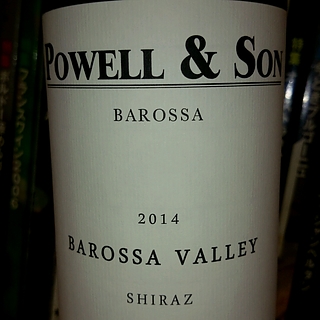 POWELL & SON
BAROSSA
2014
BAROSSA VALLEY
SHIRAZ